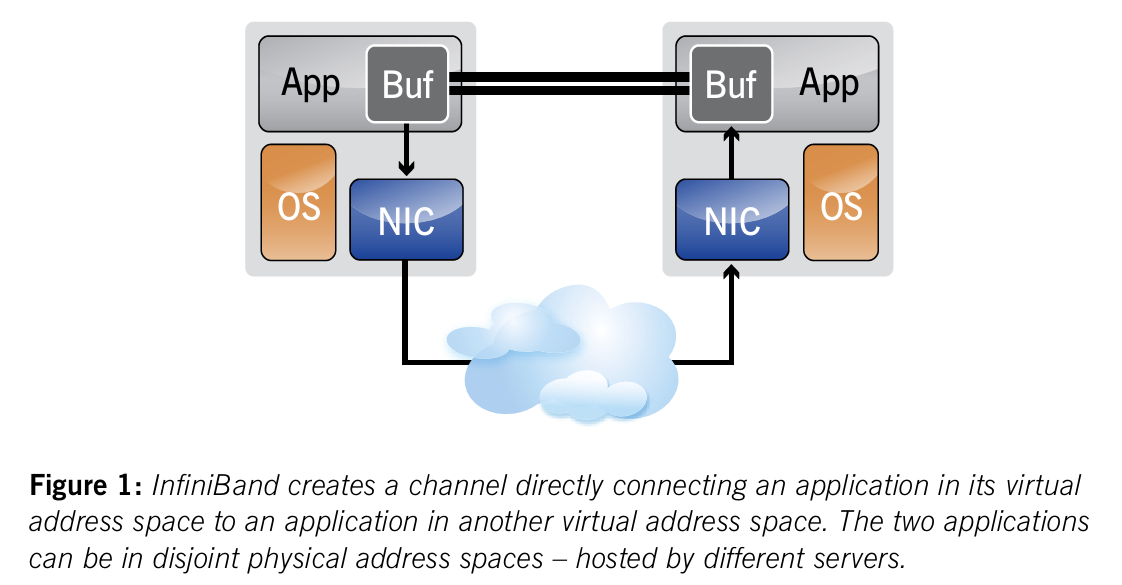 App Buf Buf App
OS NIC NIC OS
Figure 1: InfiniBand creates a channel directly connecting an application in its virtual
address space to an application in another virtual address space. The two applications
can be in disjoint physical address spaces – hosted by different servers.